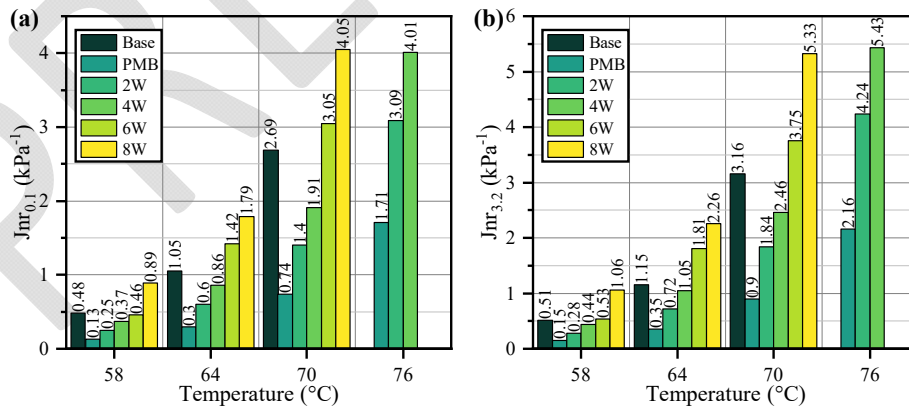 (a)
Jnr0.1 (kPa-1)
4
3
2
1
0
Base
PMB
2W
4W
6W
8W
0.48
0.13
0.25
0.37
0.46
0.89
1.05
0.3
0.6
0.86
1.42
1.79
2.69
0.74
1.4
1.91
3.05
4.05
1.71
3.09
4.01
58 64 70 76
Temperature (°C)
(b)
Jnr3.2 (kPa-1)
6
5
4
3
2
1
0
Base
PMB
2W
4W
6W
8W
0.51
0.15
0.28
0.44
0.53
1.06
1.15
0.35
0.72
1.05
1.81
2.26
3.16
0.9
1.84
2.46
3.75
5.33
2.16
4.24
5.43
58 64 70 76
Temperature (°C)